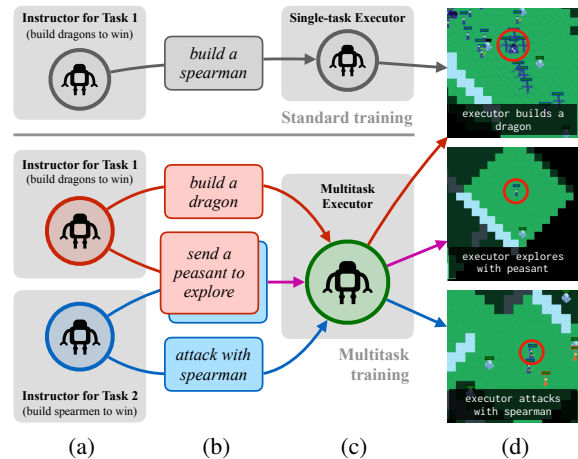 Instructor for Task 1
(build dragons to win)
build a
spearman
Single-task Executor
Standard training
executor builds a
dragon
Instructor for Task 1
(build dragons to win)
build a
dragon
Multitask
Executor
send a
peasant to
explore
executor explores
with peasant
attack with
spearman
Multitask
training
Instructor for Task 2
(build spearmen to win)
executor attacks
with spearman
(a)
(b)
(c)
(d)